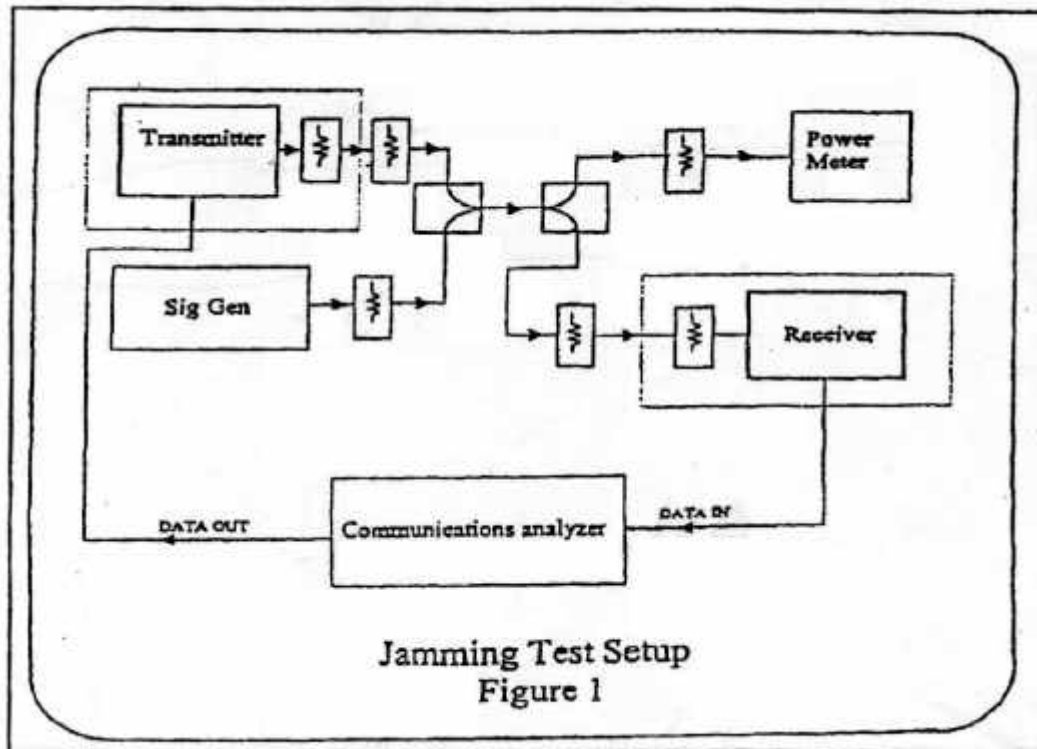 Transmitter
Power
Meter
Sig Gen
Receiver
DATA OUT
Communications analyzer
DATA IN
Jamming Test Setup
Figure 1